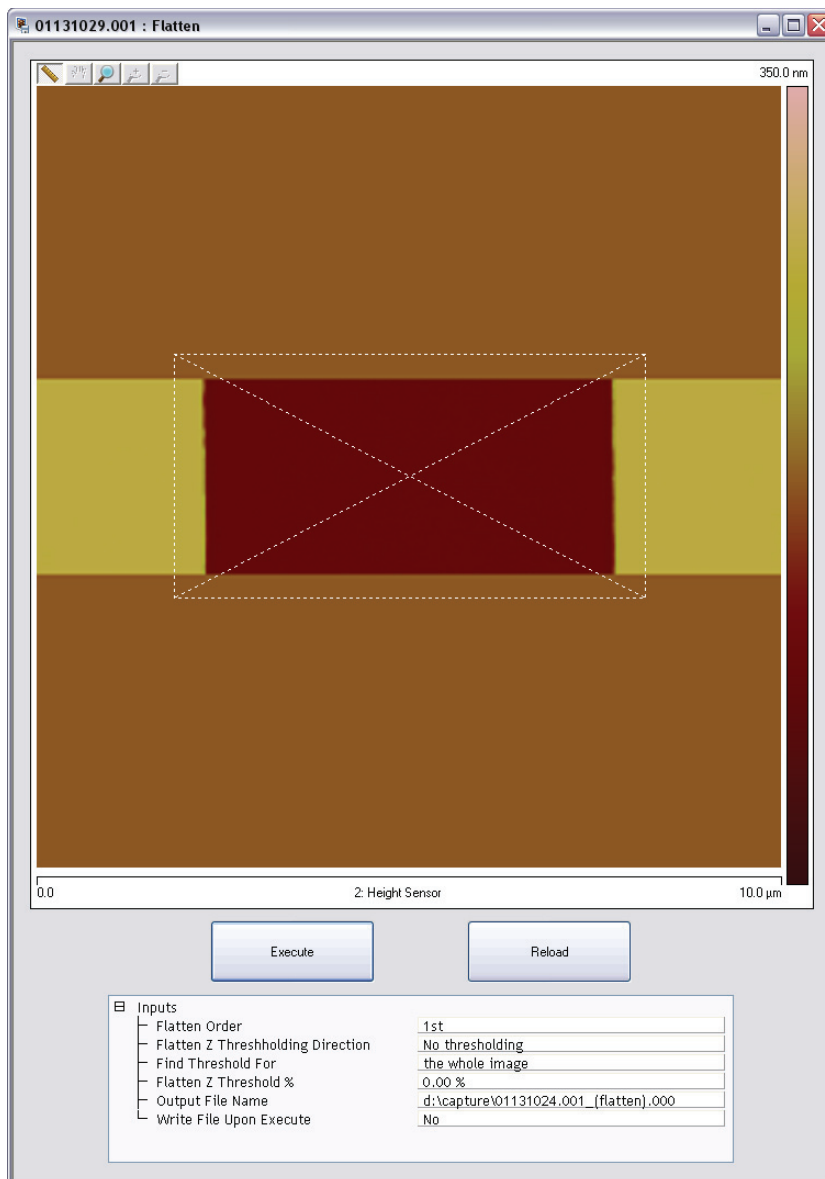 01131029.001 : Flatten
350.0 nm
0.0 2: Height Sensor 10.0 µm
Execute Reload
Inputs
Flatten Order 1st
Flatten Z Threshholding Direction No thresholding
Find Threshold For the whole image
Flatten Z Threshold % 0.00 %
Output File Name d:\capture\01131024.001_(flatten).000
Write File Upon Execute No